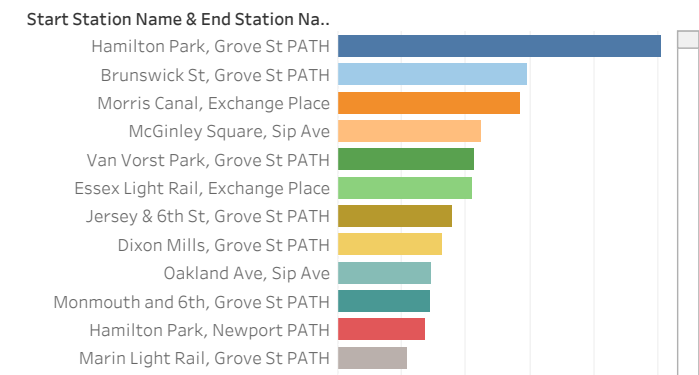 Start Station Name & End Station Na..
Hamilton Park, Grove St PATH
Brunswick St, Grove St PATH
Morris Canal, Exchange Place
McGinley Square, Sip Ave
Van Vorst Park, Grove St PATH
Essex Light Rail, Exchange Place
Jersey & 6th St, Grove St PATH
Dixon Mills, Grove St PATH
Oakland Ave, Sip Ave
Monmouth and 6th, Grove St PATH
Hamilton Park, Newport PATH
Marin Light Rail, Grove St PATH